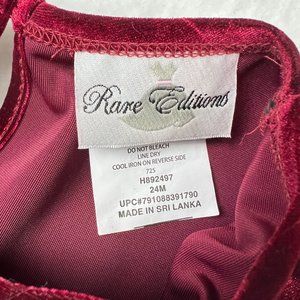 Rare Editions
DO NOT BLEACH
LINE DRY
COOL IRON ON REVERSE SIDE
725
H892497
24M
UPC#791088391790
MADE IN SRI LANKA